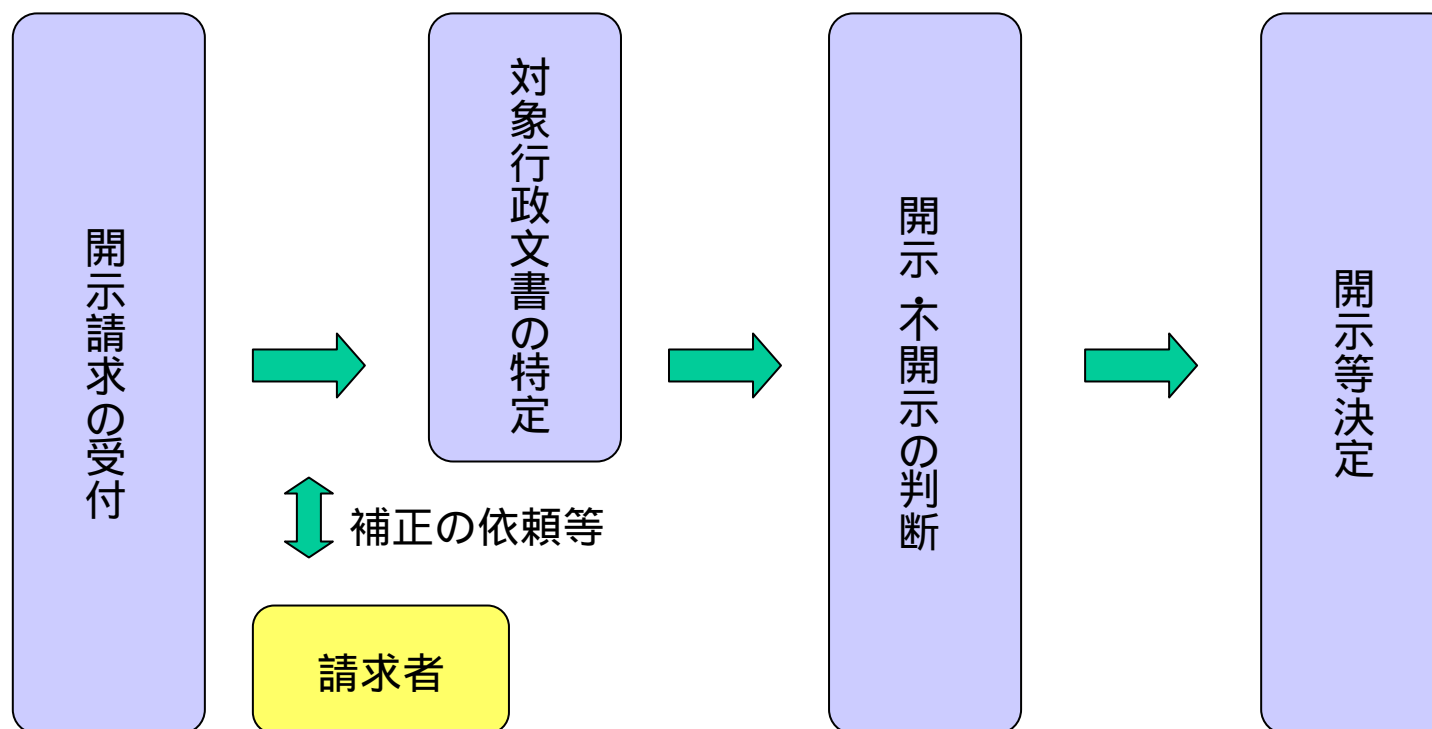 開示請求の受付
対象行政文書の特定
補正の依頼等
請求者
開示・不開示の判断
開示等決定